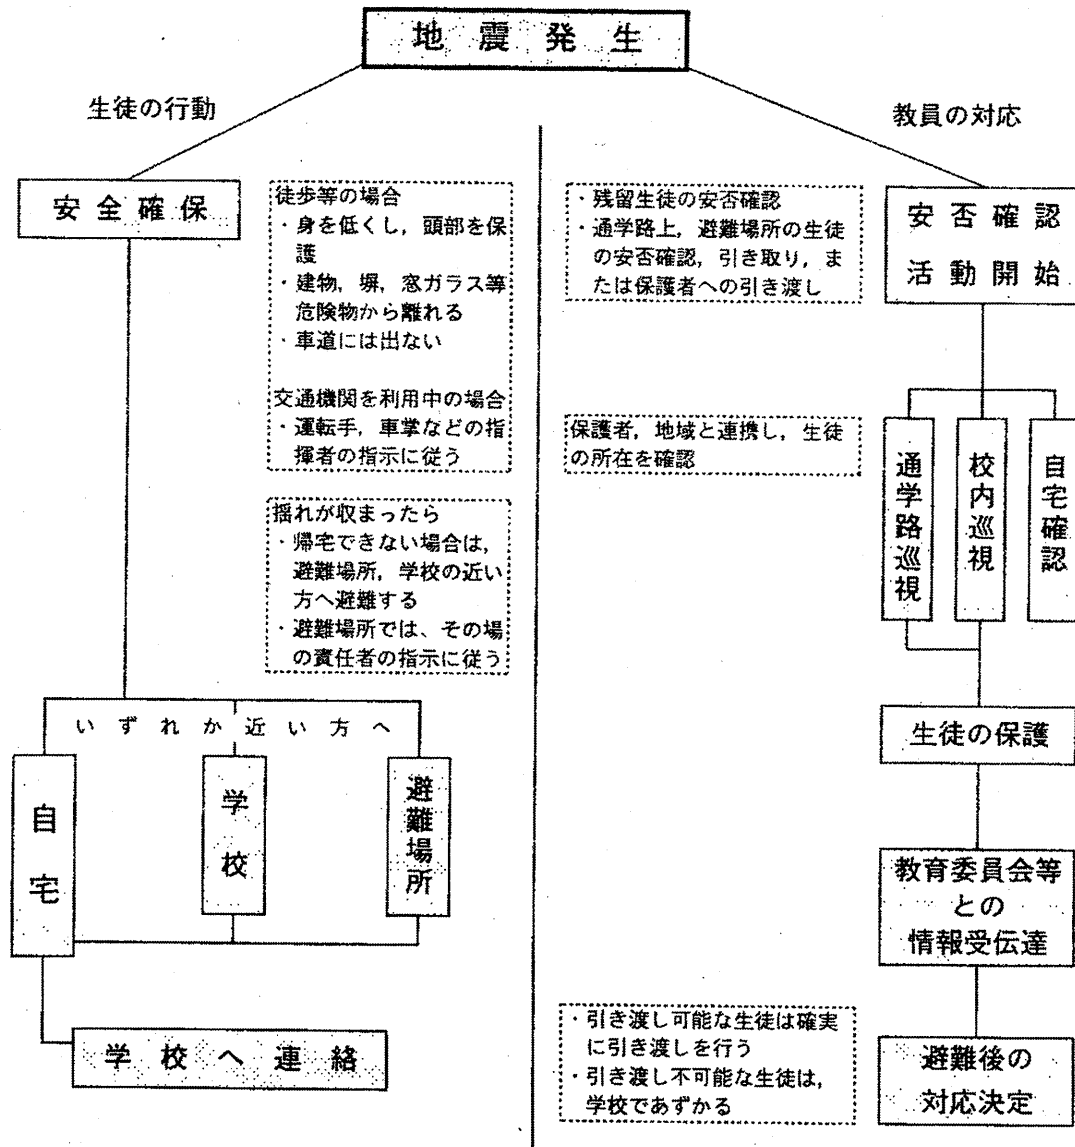 地震発生
生徒の行動
安全確保
徒歩等の場合
・身を低くし，頭部を保
護
・建物，塀，窓ガラス等
危険物から離れる
・車道には出ない
交通機関を利用中の場合
・運転手，車掌などの指
揮者の指示に従う
揺れが収まったら
・帰宅できない場合は，
避難場所，学校の近い
方へ避難する
・避難場所では、その場
の責任者の指示に従う
いずれか近い方へ
自宅
学校
避難場所
学校へ連絡
教員の対応
・残留生徒の安否確認
・通学路上，避難場所の生徒
の安否確認，引き取り，ま
たは保護者への引き渡し
安否確認
活動開始
保護者，地域と連携し，生徒
の所在を確認
通学路巡視
校内巡視
自宅確認
生徒の保護
教育委員会等
との
情報受伝達
・引き渡し可能な生徒は確実
に引き渡しを行う
・引き渡し不可能な生徒は，
学校であずかる
避難後の
対応決定